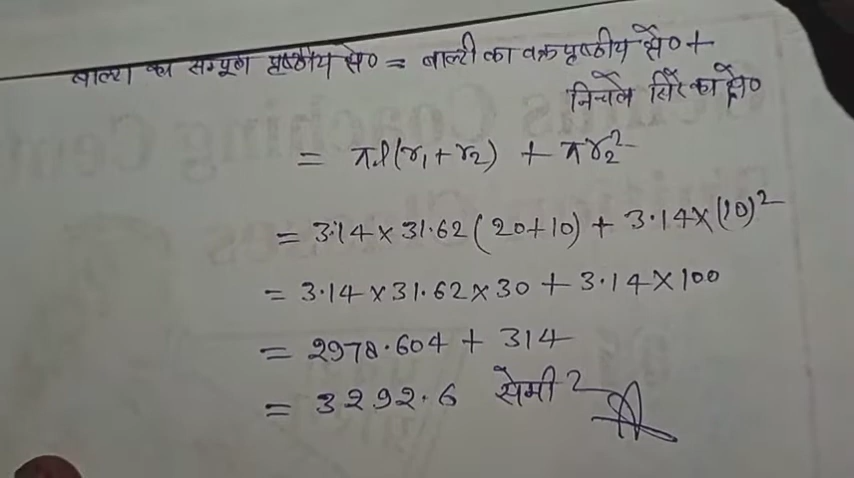 बाल्टी का सम्पूर्ण पृष्ठीय क्षे० = बाल्टी का वक्र पृष्ठीय क्षे० +
निचले सिरे का क्षे०
= πl(r₁+r₂) + πr₂²
= 3.14×31.62(20+10) + 3.14×(10)²
= 3.14×31.62×30 + 3.14×100
= 2978.604 + 314
= 3292.6 सेमी²